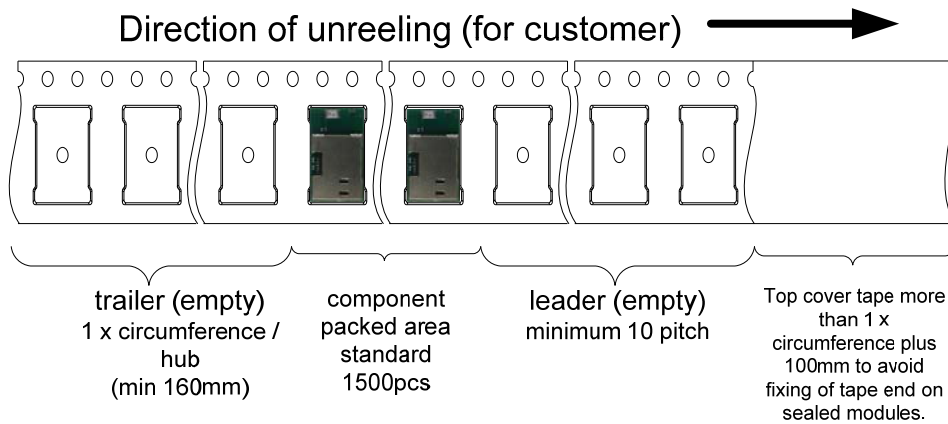 Direction of unreeling (for customer)
trailer (empty)
1 x circumference /
hub
(min 160mm)
component
packed area
standard
1500pcs
leader (empty)
minimum 10 pitch
Top cover tape more
than 1 x
circumference plus
100mm to avoid
fixing of tape end on
sealed modules.